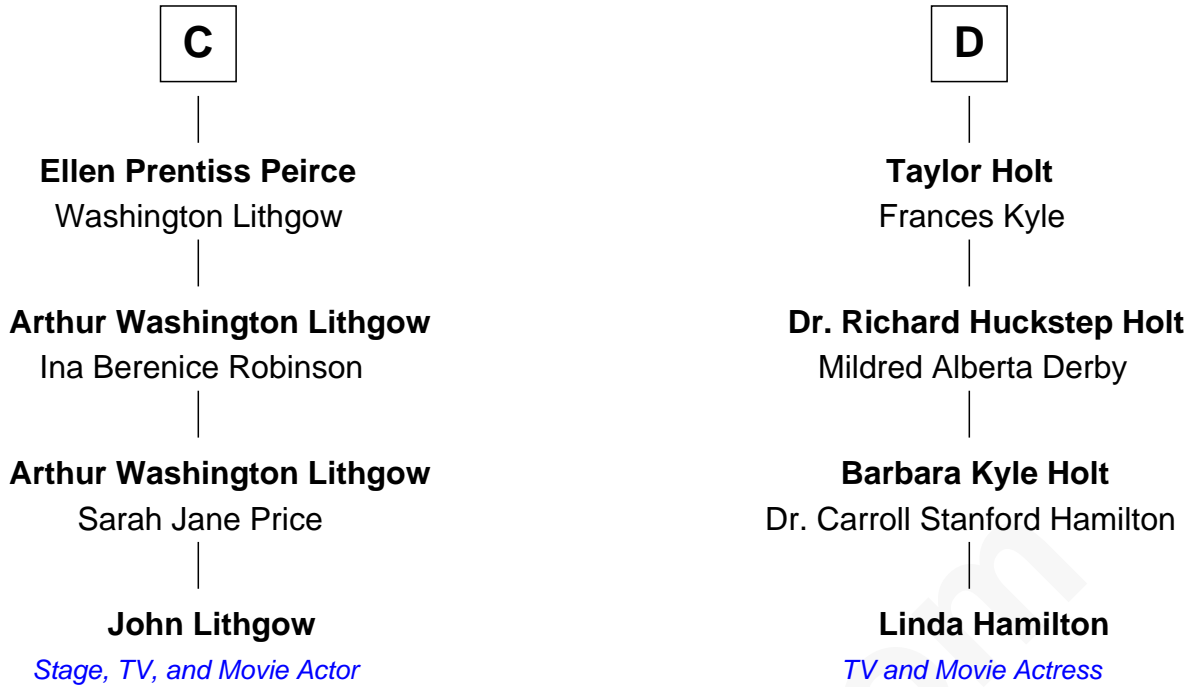 C
Ellen Prentiss Peirce
Washington Lithgow
Arthur Washington Lithgow
Ina Berenice Robinson
Arthur Washington Lithgow
Sarah Jane Price
John Lithgow
Stage, TV, and Movie Actor
D
Taylor Holt
Frances Kyle
Dr. Richard Huckstep Holt
Mildred Alberta Derby
Barbara Kyle Holt
Dr. Carroll Stanford Hamilton
Linda Hamilton
TV and Movie Actress